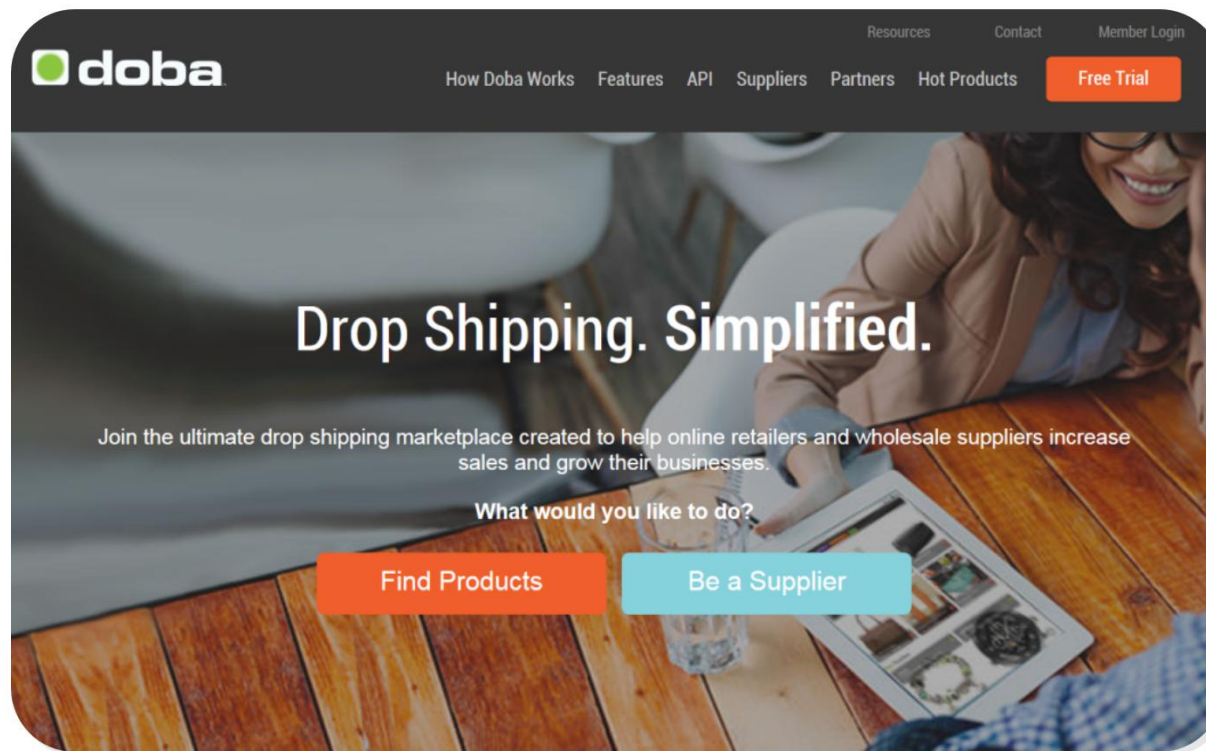 Resources Contact Member Login
doba
How Doba Works Features API Suppliers Partners Hot Products Free Trial
Drop Shipping. Simplified.
Join the ultimate drop shipping marketplace created to help online retailers and wholesale suppliers increase
sales and grow their businesses.
What would you like to do?
Find Products Be a Supplier